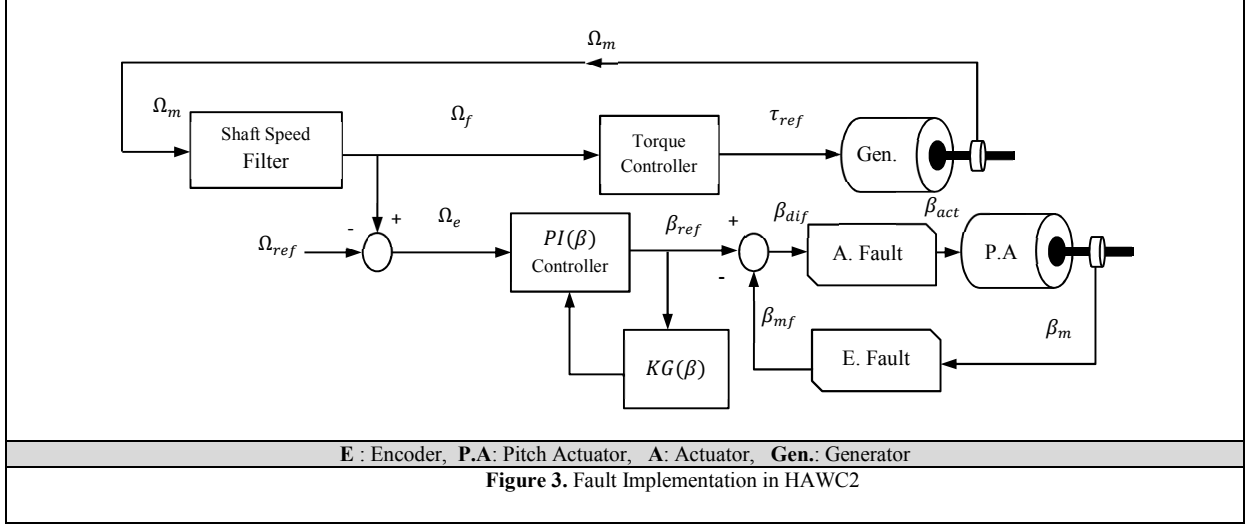 Ω_m
Ω_m
Shaft Speed
Filter
Ω_f
Torque
Controller
τ_ref
Gen.
Ω_ref
-
+
Ω_e
PI(β)
Controller
β_ref
+
-
β_dif
A. Fault
β_act
P.A
KG(β)
β_mf
E. Fault
β_m
E : Encoder, P.A: Pitch Actuator, A: Actuator, Gen.: Generator
Figure 3. Fault Implementation in HAWC2